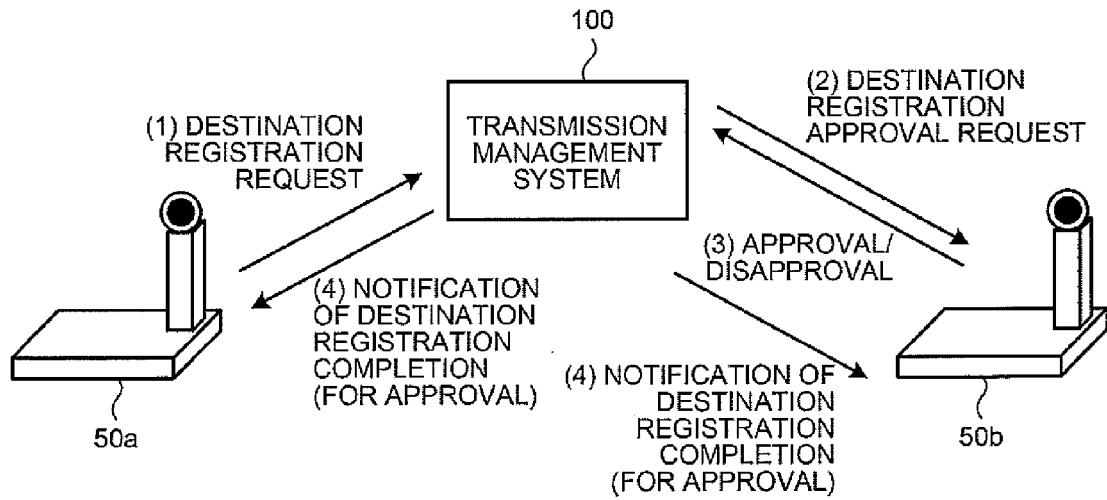 100
TRANSMISSION
MANAGEMENT
SYSTEM
(1) DESTINATION
REGISTRATION
REQUEST
(2) DESTINATION
REGISTRATION
APPROVAL REQUEST
(3) APPROVAL/
DISAPPROVAL
(4) NOTIFICATION
OF DESTINATION
REGISTRATION
COMPLETION
(FOR APPROVAL)
(4) NOTIFICATION OF
DESTINATION
REGISTRATION
COMPLETION
(FOR APPROVAL)
50a
50b